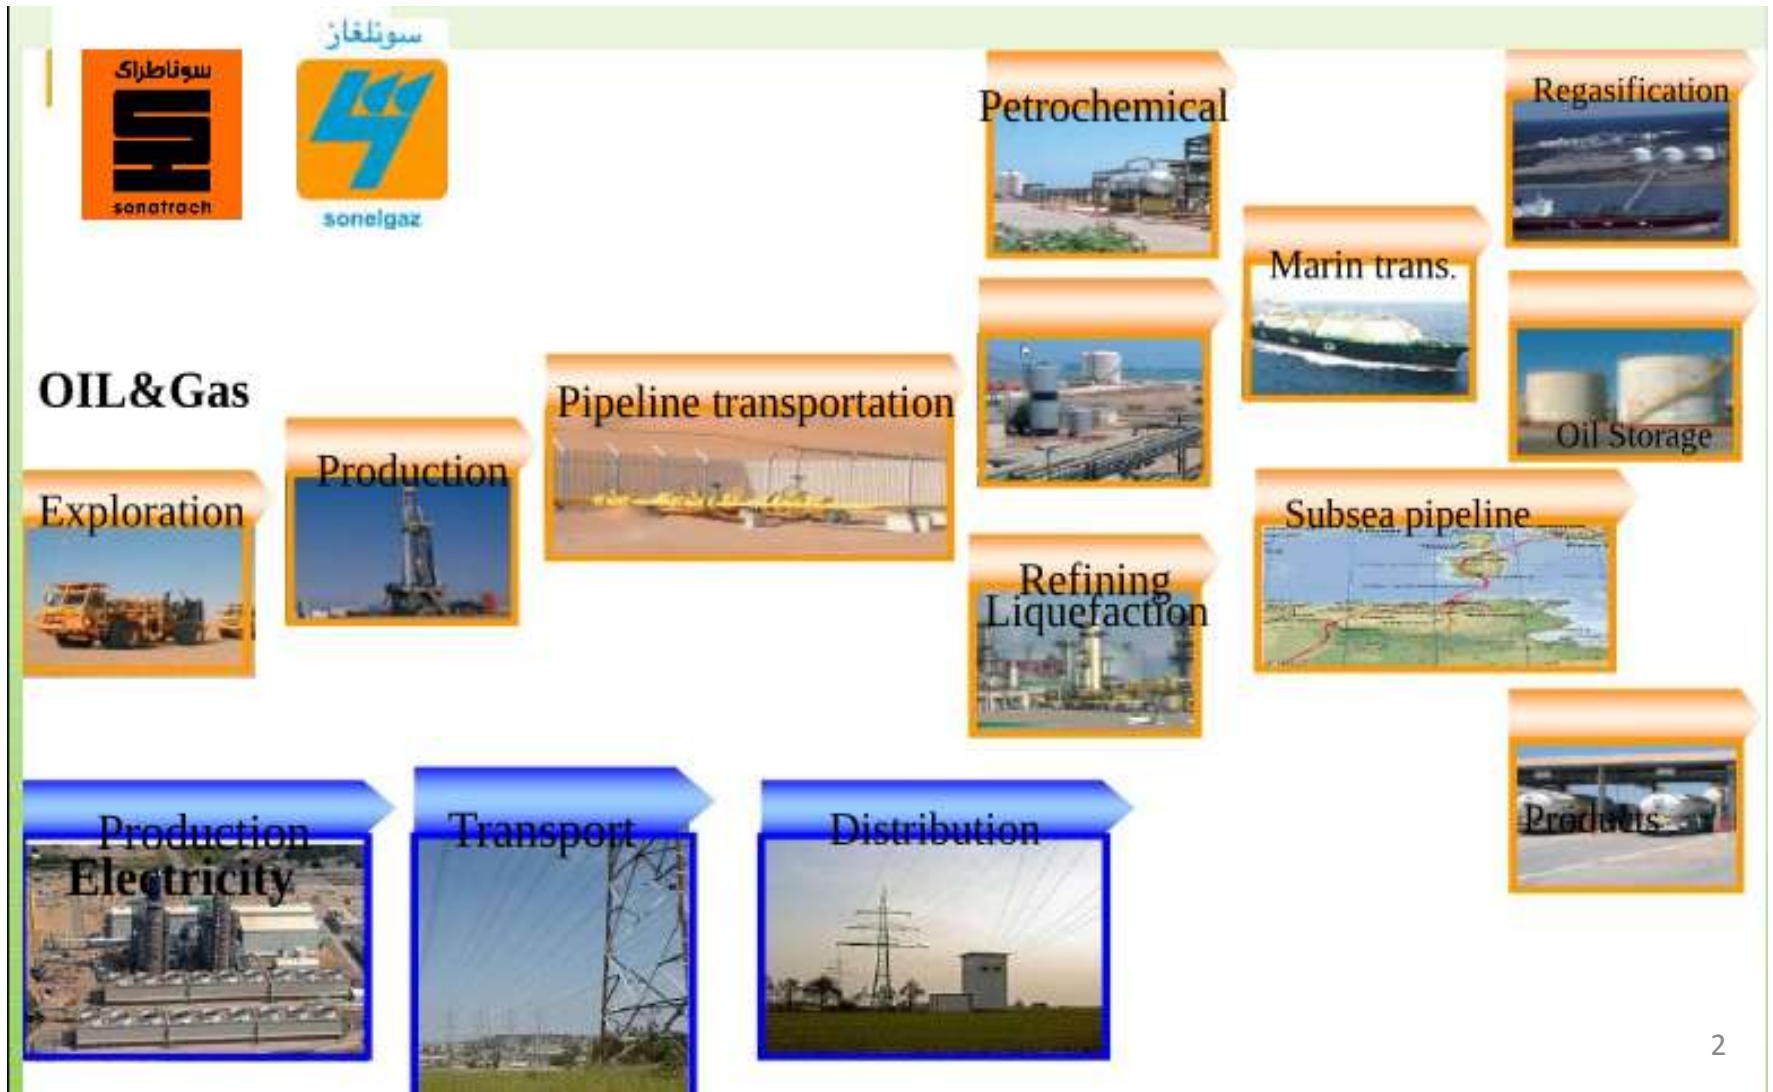 سوناطراك
sonatrach
سونلغاز
sonelgaz
Petrochemical
Regasification
Marin trans.
OIL&Gas
Pipeline transportation
Production
Exploration
Oil Storage
Subsea pipeline
Refining
Liquefaction
Products
Production
Electricity
Transport
Distribution
2